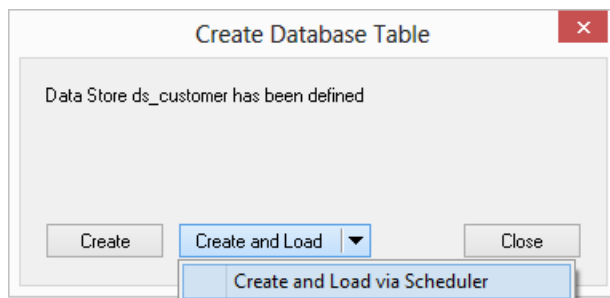 Create Database Table
Data Store ds_customer has been defined
Create
Create and Load
Close
Create and Load via Scheduler